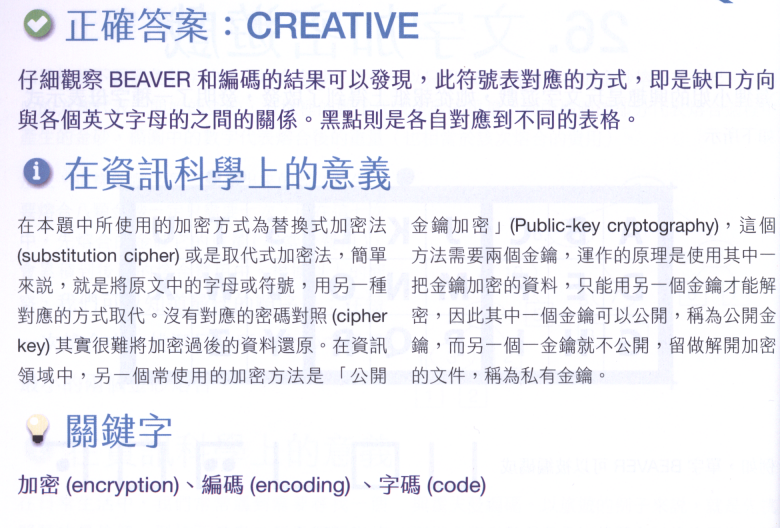 正確答案：CREATIVE
仔細觀察 BEAVER 和編碼的結果可以發現，此符號表對應的方式，即是缺口方向
與各個英文字母的之間的關係。黑點則是各自對應到不同的表格。
在資訊科學上的意義
在本題中所使用的加密方式為替換式加密法
(substitution cipher) 或是取代式加密法，簡單
來説，就是將原文中的字母或符號，用另一種
對應的方式取代。沒有對應的密碼對照 (cipher
key) 其實很難將加密過後的資料還原。在資訊
領域中，另一個常使用的加密方法是「公開
金鑰加密」(Public-key cryptography)，這個
方法需要兩個金鑰，運作的原理是使用其中一
把金鑰加密的資料，只能用另一個金鑰才能解
密，因此其中一個金鑰可以公開，稱為公開金
鑰，而另一個一金鑰就不公開，留做解開加密
的文件，稱為私有金鑰。
關鍵字
加密 (encryption)、編碼 (encoding) 、字碼 (code)